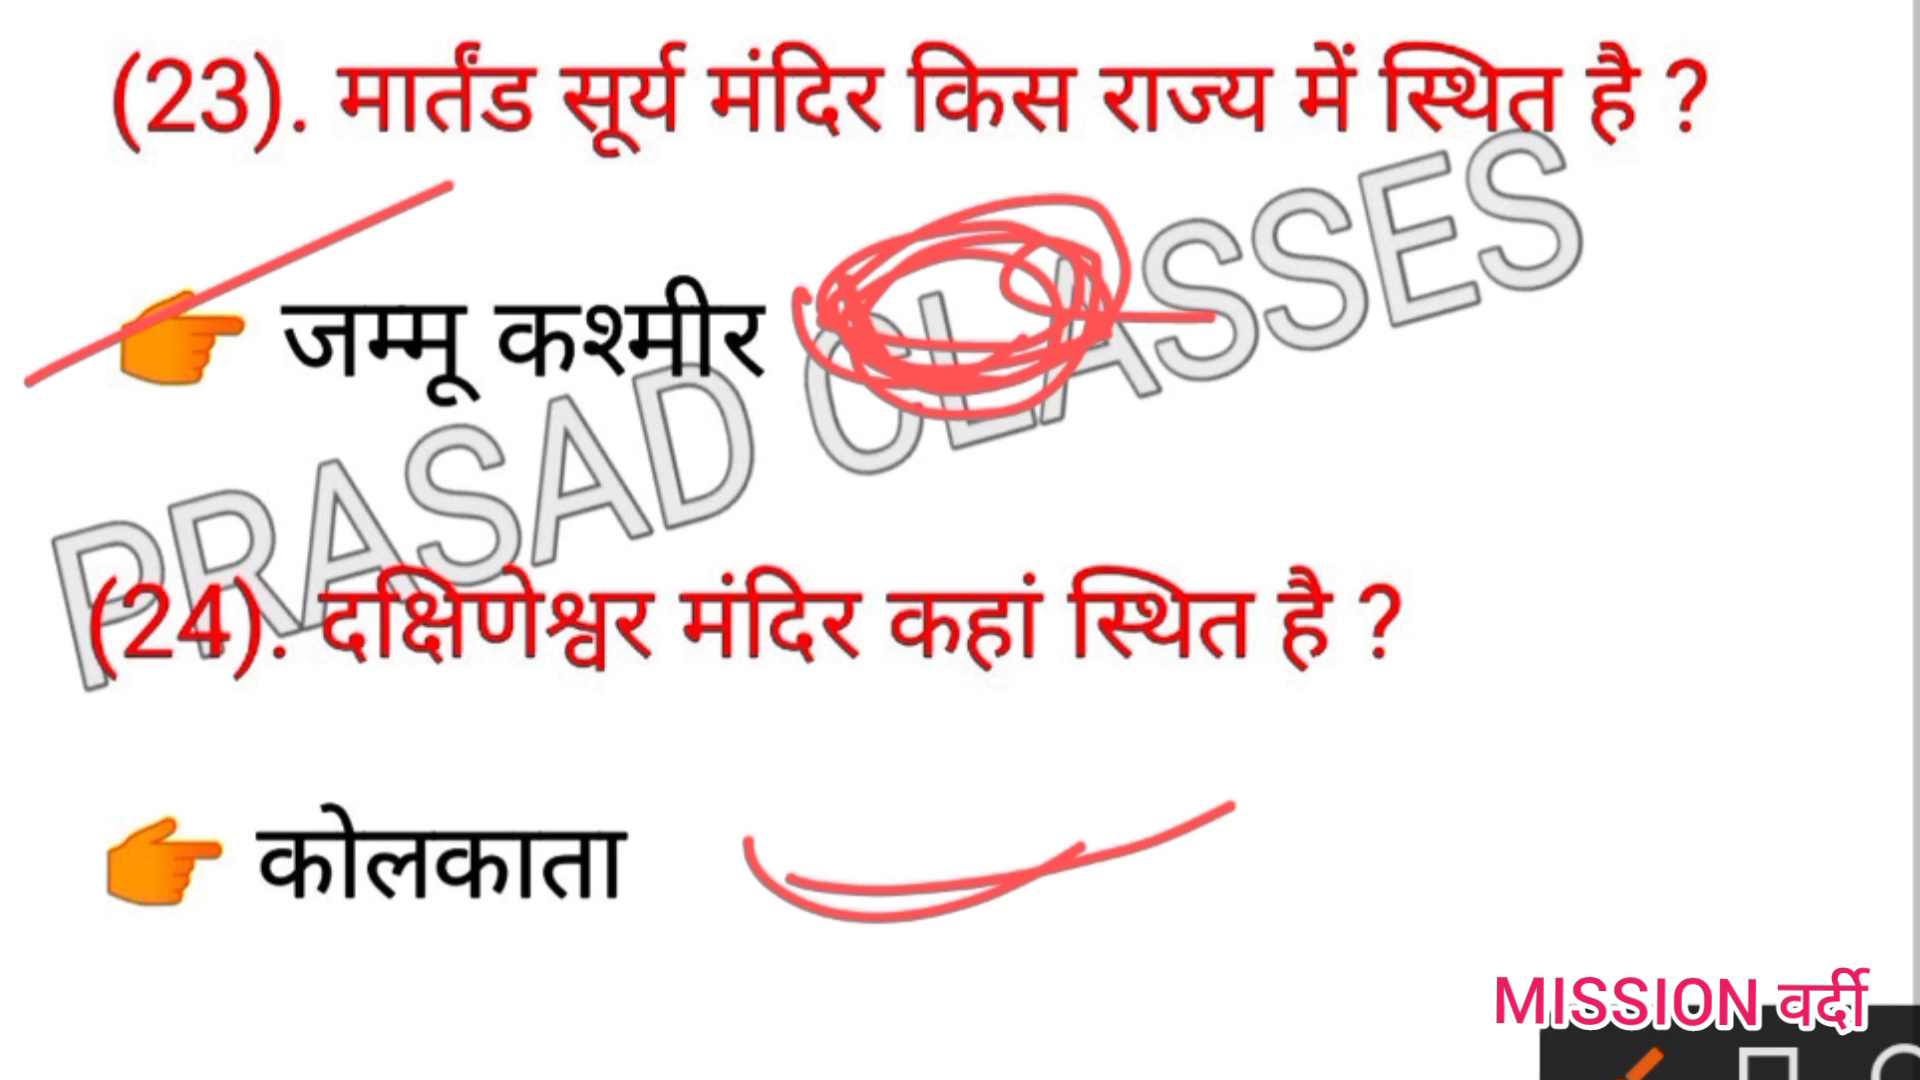 (23). मार्तंड सूर्य मंदिर किस राज्य में स्थित है ?
👉 जम्मू कश्मीर
PRASAD CLASSES
(24). दक्षिणेश्वर मंदिर कहां स्थित है ?
👉 कोलकाता
MISSION वर्दी